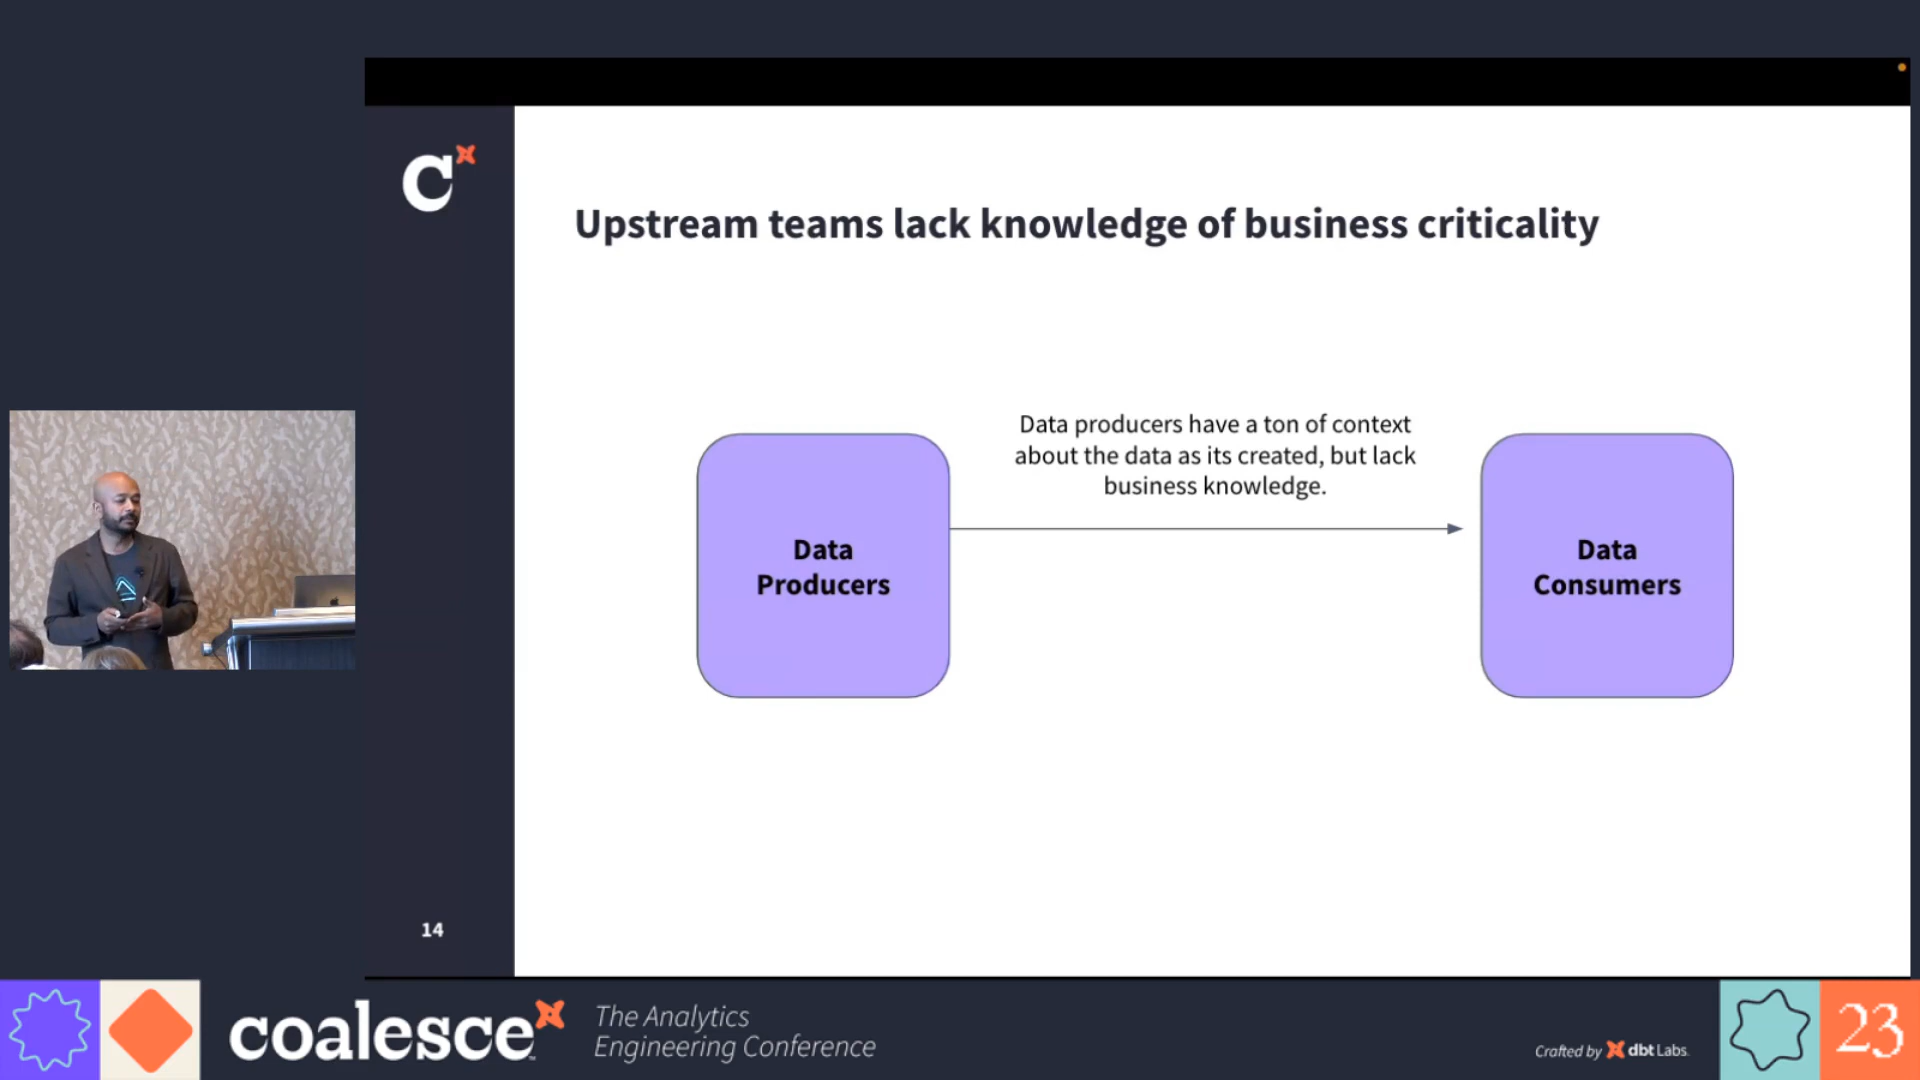 C
Upstream teams lack knowledge of business criticality
Data producers have a ton of context
about the data as its created, but lack
business knowledge.
Data
Producers
Data
Consumers
14
coalesce
The Analytics
Engineering Conference
Crafted by dbt Labs.
23